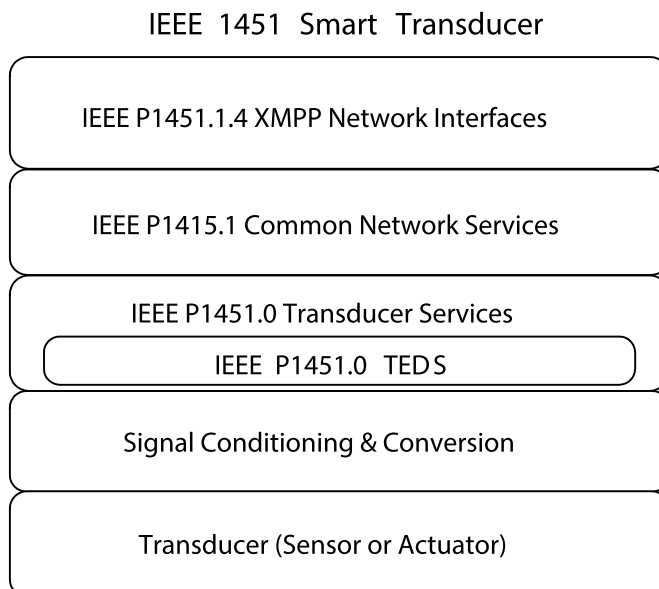 IEEE 1451 Smart Transducer
IEEE P1451.1.4 XMPP Network Interfaces
IEEE P1415.1 Common Network Services
IEEE P1451.0 Transducer Services
IEEE P1451.0 TEDS
Signal Conditioning & Conversion
Transducer (Sensor or Actuator)